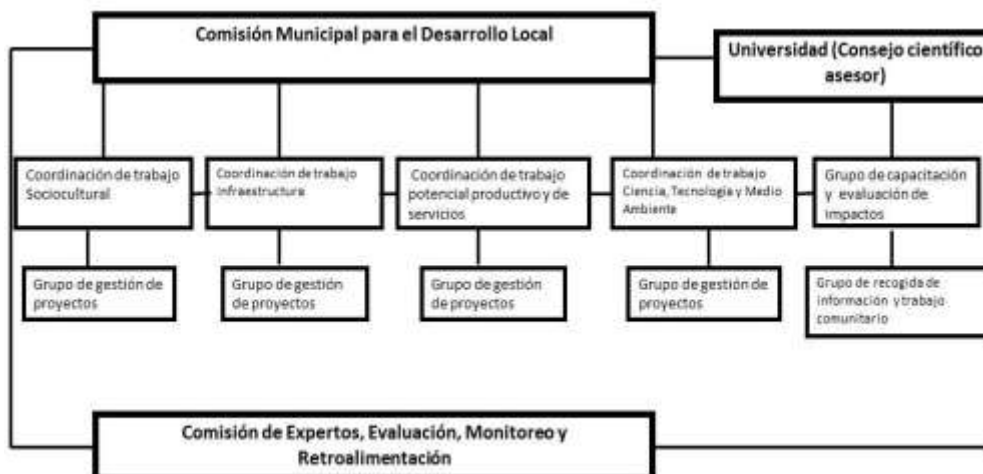 Comisión Municipal para el Desarrollo Local
Universidad (Consejo científico
asesor)
Coordinación de trabajo
Sociocultural
Coordinación de trabajo
Infraestructura
Coordinación de trabajo
potencial productivo y de
servicios
Coordinación de trabajo
Ciencia, Tecnología y Medio
Ambiente
Grupo de capacitación
y evaluación de
impactos
Grupo de gestión de
proyectos
Grupo de gestión
de proyectos
Grupo de gestión
de proyectos
Grupo de gestión de
proyectos
Grupo de recogida de
información y trabajo
comunitario
Comisión de Expertos, Evaluación, Monitoreo y
Retroalimentación